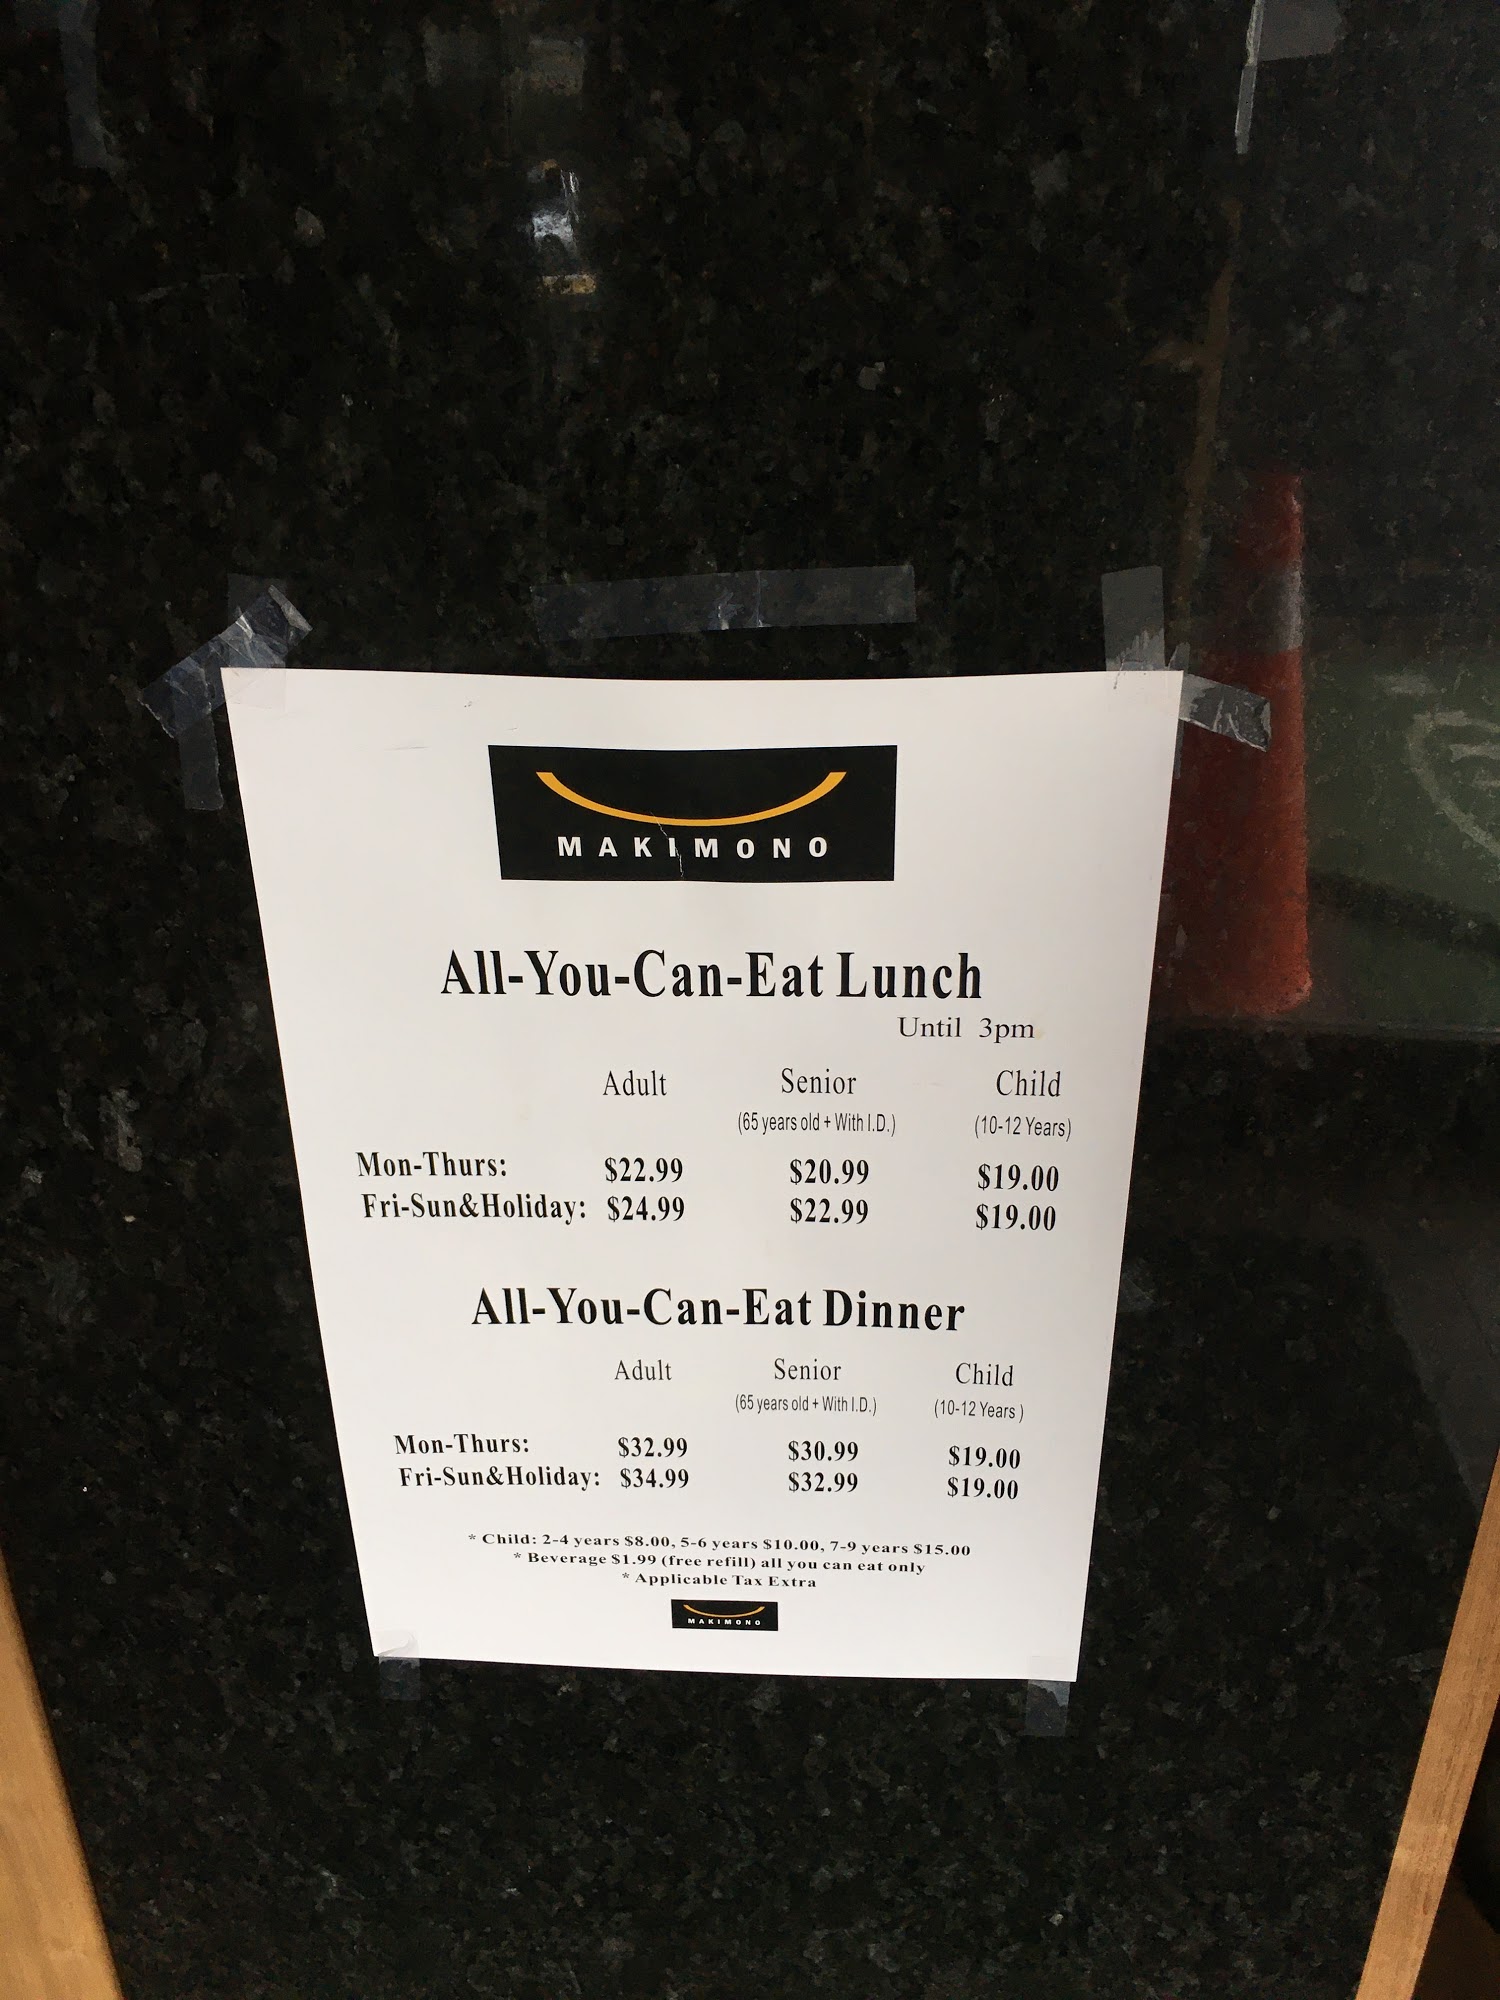 MAKIMONO
All-You-Can-Eat Lunch
Until 3pm
Adult Senior Child
(65 years old + With I.D.) (10-12 Years)
Mon-Thurs: $22.99 $20.99 $19.00
Fri-Sun&Holiday: $24.99 $22.99 $19.00
All-You-Can-Eat Dinner
Adult Senior Child
(65 years old + With I.D.) (10-12 Years )
Mon-Thurs: $32.99 $30.99 $19.00
Fri-Sun&Holiday: $34.99 $32.99 $19.00
* Child: 2-4 years $8.00, 5-6 years $10.00, 7-9 years $15.00
* Beverage $1.99 (free refill) all you can eat only
* Applicable Tax Extra
MAKIMONO